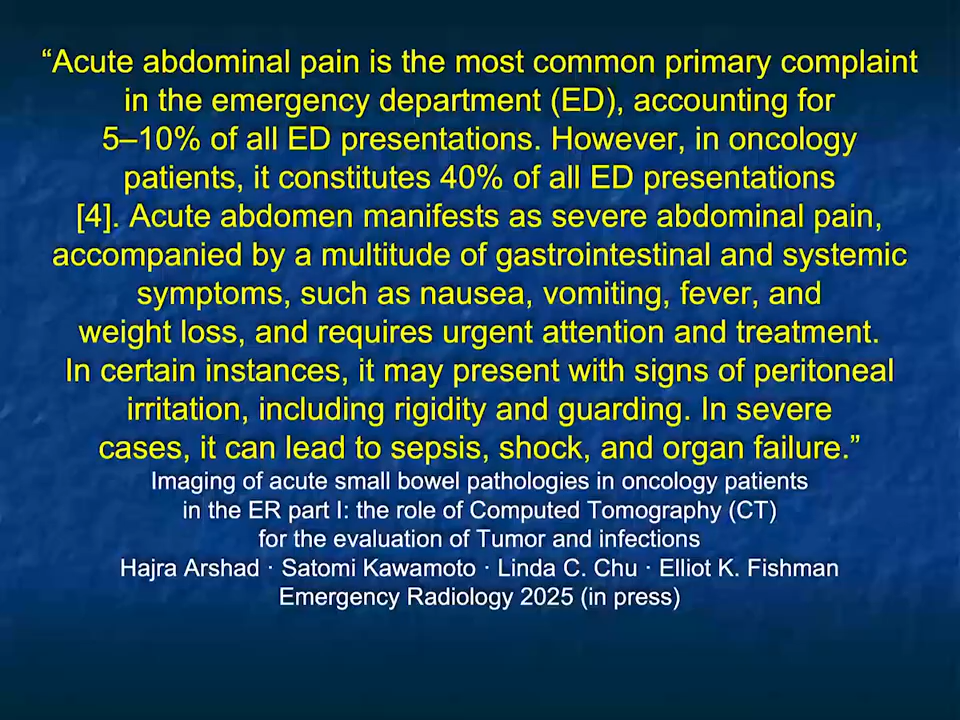 “Acute abdominal pain is the most common primary complaint
in the emergency department (ED), accounting for
5–10% of all ED presentations. However, in oncology
patients, it constitutes 40% of all ED presentations
[4]. Acute abdomen manifests as severe abdominal pain,
accompanied by a multitude of gastrointestinal and systemic
symptoms, such as nausea, vomiting, fever, and
weight loss, and requires urgent attention and treatment.
In certain instances, it may present with signs of peritoneal
irritation, including rigidity and guarding. In severe
cases, it can lead to sepsis, shock, and organ failure.”
Imaging of acute small bowel pathologies in oncology patients
in the ER part I: the role of Computed Tomography (CT)
for the evaluation of Tumor and infections
Hajra Arshad · Satomi Kawamoto · Linda C. Chu · Elliot K. Fishman
Emergency Radiology 2025 (in press)